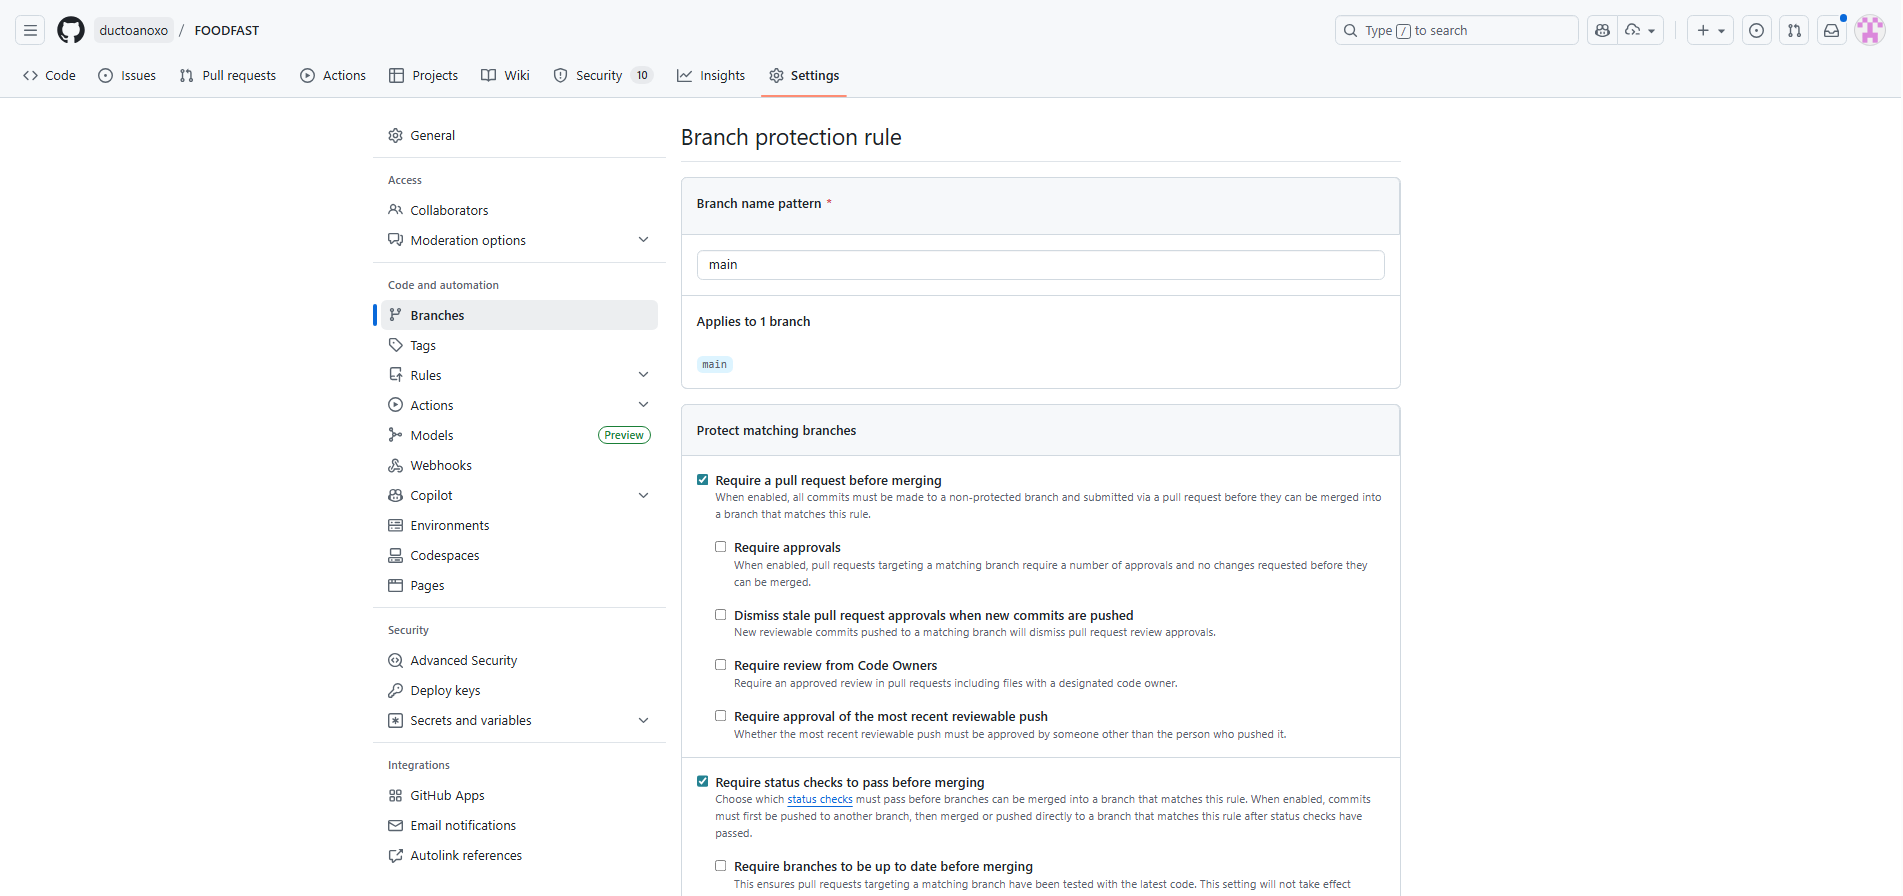 ductoanoxo / FOODFAST
Type / to search
Code
Issues
Pull requests
Actions
Projects
Wiki
Security 10
Insights
Settings
General
Access
Collaborators
Moderation options
Code and automation
Branches
Tags
Rules
Actions
Models Preview
Webhooks
Copilot
Environments
Codespaces
Pages
Security
Advanced Security
Deploy keys
Secrets and variables
Integrations
GitHub Apps
Email notifications
Autolink references
Branch protection rule
Branch name pattern *
main
Applies to 1 branch
main
Protect matching branches
Require a pull request before merging
When enabled, all commits must be made to a non-protected branch and submitted via a pull request before they can be merged into
a branch that matches this rule.
Require approvals
When enabled, pull requests targeting a matching branch require a number of approvals and no changes requested before they
can be merged.
Dismiss stale pull request approvals when new commits are pushed
New reviewable commits pushed to a matching branch will dismiss pull request review approvals.
Require review from Code Owners
Require an approved review in pull requests including files with a designated code owner.
Require approval of the most recent reviewable push
Whether the most recent reviewable push must be approved by someone other than the person who pushed it.
Require status checks to pass before merging
Choose which status checks must pass before branches can be merged into a branch that matches this rule. When enabled, commits
must first be pushed to another branch, then merged or pushed directly to a branch that matches this rule after status checks have
passed.
Require branches to be up to date before merging
This ensures pull requests targeting a matching branch have been tested with the latest code. This setting will not take effect